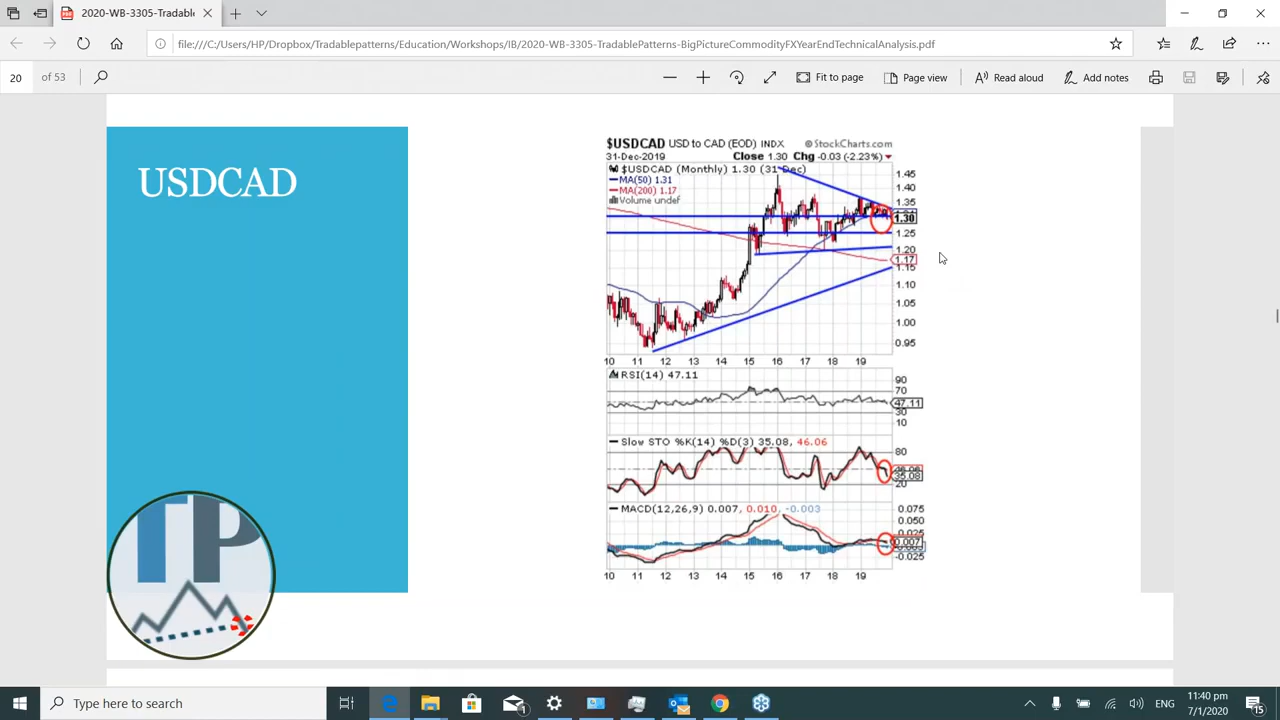 2020-WB-3305-Tradabl
file:///C:/Users/HP/Dropbox/Tradablepatterns/Education/Workshops/IB/2020-WB-3305-TradablePatterns-BigPictureCommodityFXYearEndTechnicalAnalysis.pdf
20 of 53
Fit to page
Page view
Read aloud
Add notes
USDCAD
TP
$USDCAD USD to CAD (EOD) INDX © StockCharts.com
31-Dec-2019 Close 1.30 Chg -0.03 (-2.23%)
$USDCAD (Monthly) 1.30 (31 Dec)
MA(50) 1.31
MA(200) 1.17
Volume undef
1.45
1.40
1.35
1.30
1.25
1.20
1.17
1.15
1.10
1.05
1.00
0.95
10 11 12 13 14 15 16 17 18 19
RSI(14) 47.11
90
70
47.11
30
10
Slow STO %K(14) %D(3) 35.08, 46.06
80
46.06
35.08
20
MACD(12,26,9) 0.007, 0.010, -0.003
0.075
0.050
0.007
-0.025
10 11 12 13 14 15 16 17 18 19
Type here to search
ENG
11:40 pm
7/1/2020
15